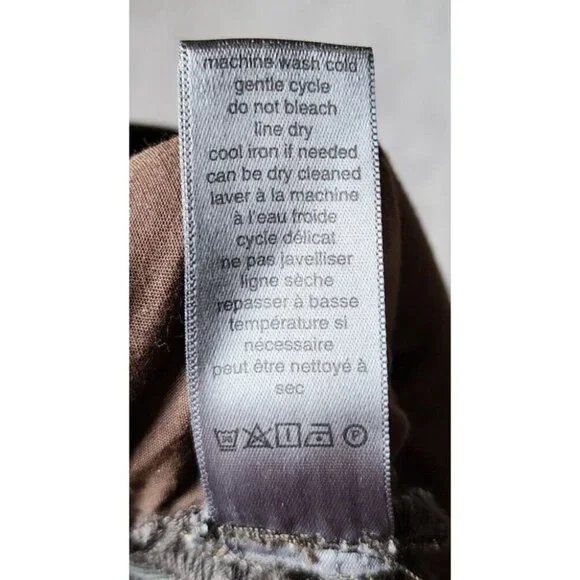 machine wash cold
gentle cycle
do not bleach
line dry
cool iron if needed
can be dry cleaned
laver à la machine
à l'eau froide
cycle délicat
ne pas javelliser
ligne sèche
repasser à basse
température si
nécessaire
peut être nettoyé à
sec
P